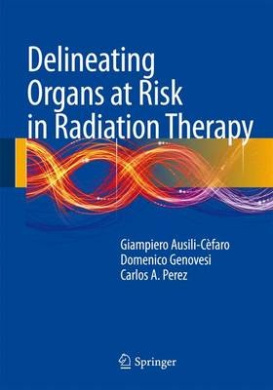 Delineating
Organs at Risk
in Radiation Therapy
Giampiero Ausili-Cèfaro
Domenico Genovesi
Carlos A. Perez
Springer